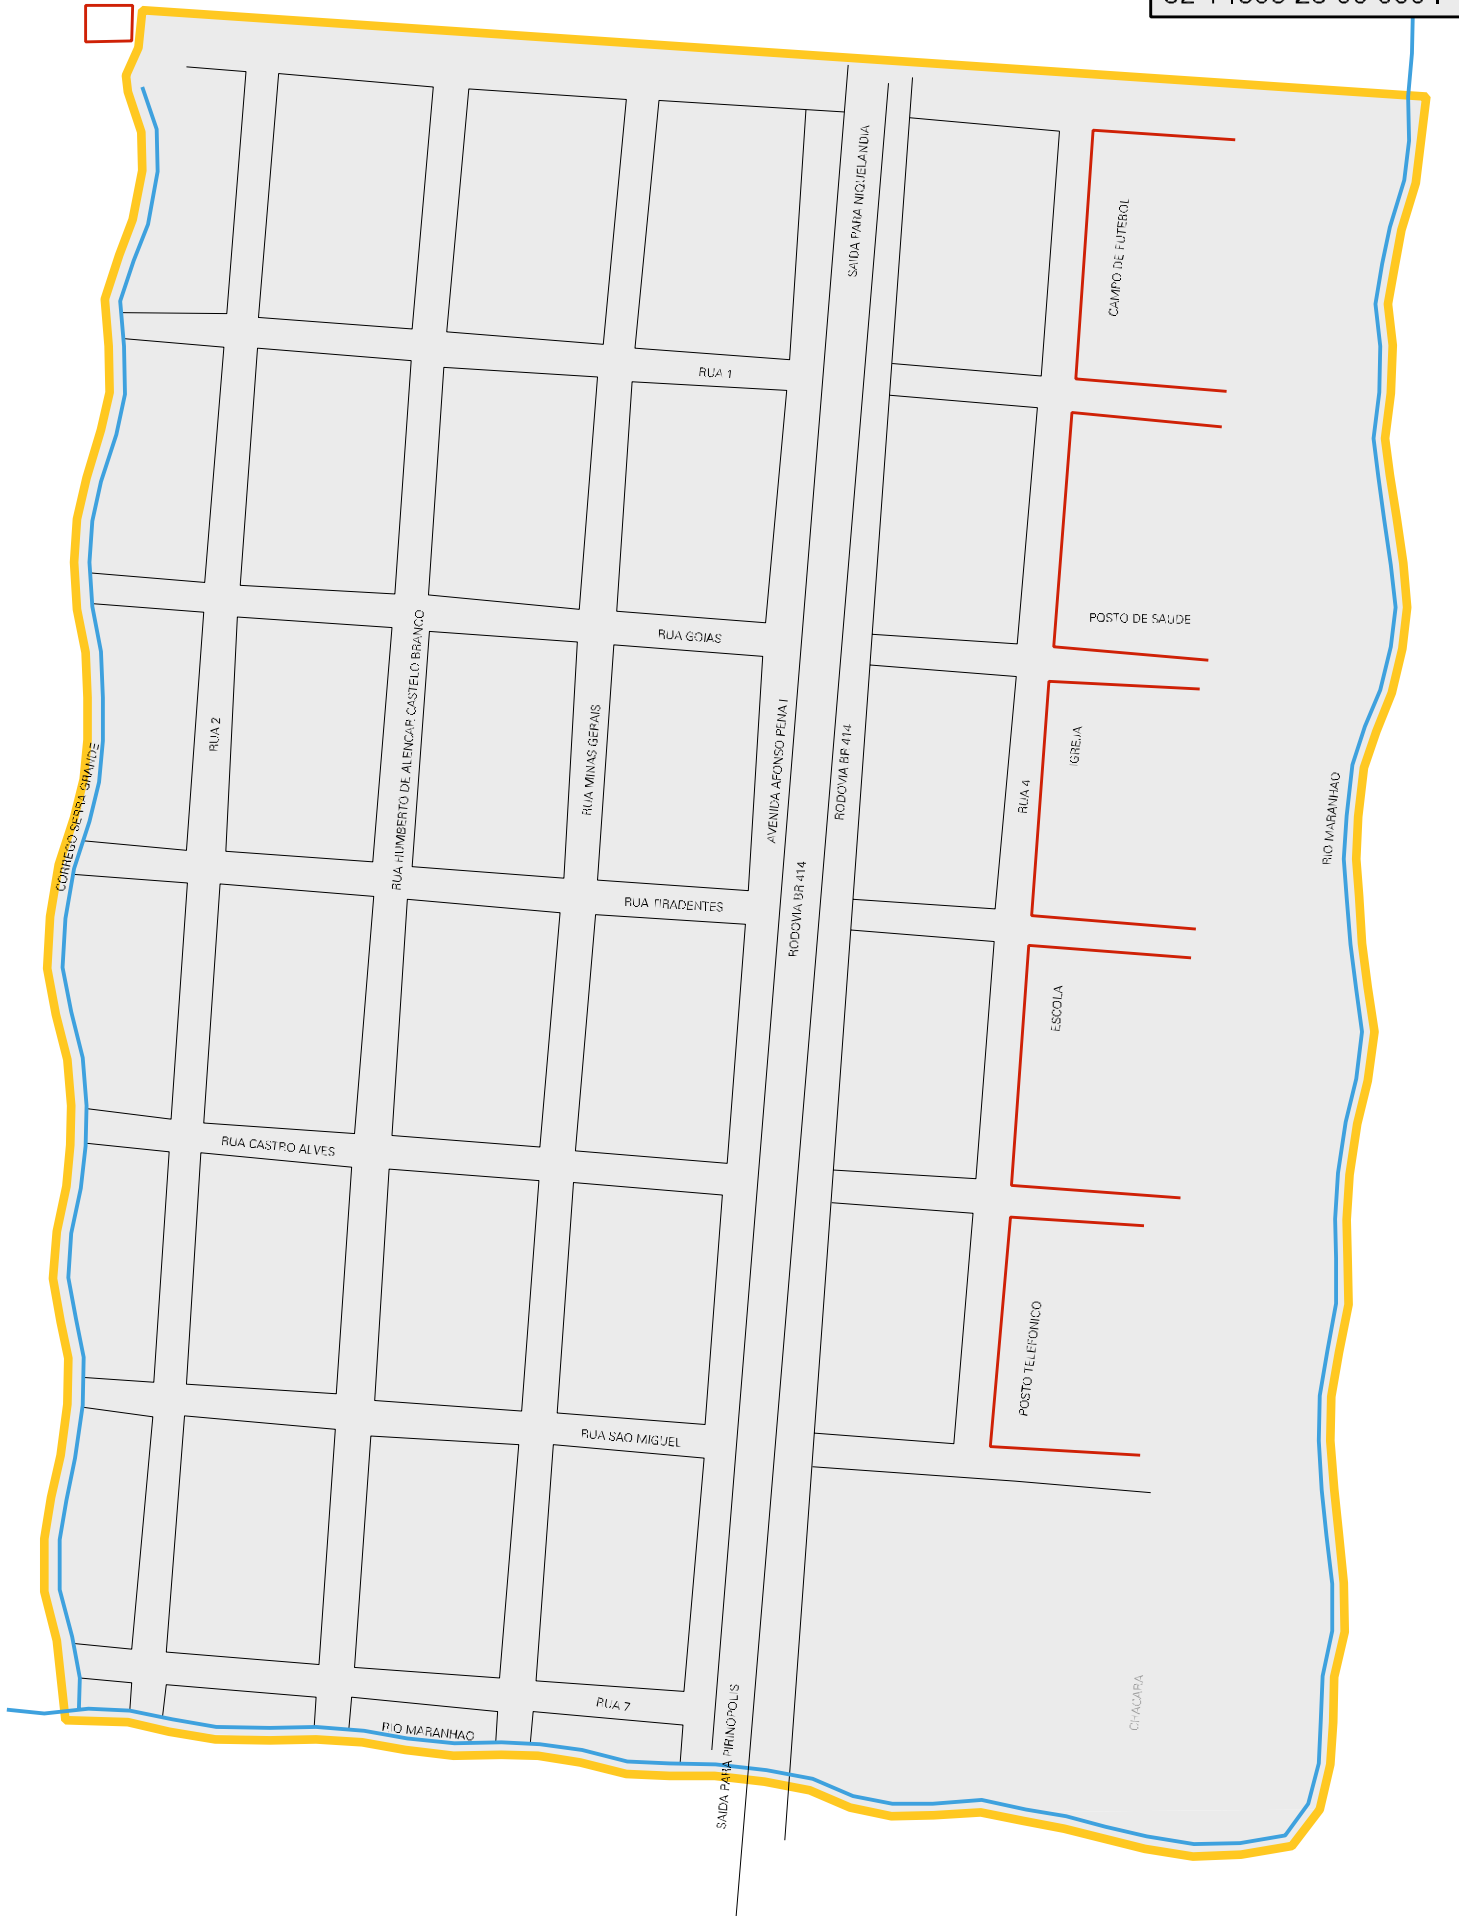 SAIDA PARA NIQUELANDIA
CAMPO DE FUTEBOL
RUA 1
POSTO DE SAUDE
RUA GOIAS
RUA 2
RUA HUMBERTO DE ALENCAR CASTELO BRANCO
RUA MINAS GERAIS
AVENIDA AFONSO PENA I
RODOVIA BR 414
IGREJA
RUA 4
CORREGO SERRA GRANDE
RIO MARANHAO
RODOVIA BR 414
RUA TIRADENTES
ESCOLA
RUA CASTRO ALVES
POSTO TELEFONICO
RUA SAO MIGUEL
CHACARA
RUA 7
RIO MARANHAO
SAIDA PARA PIRINOPOLIS